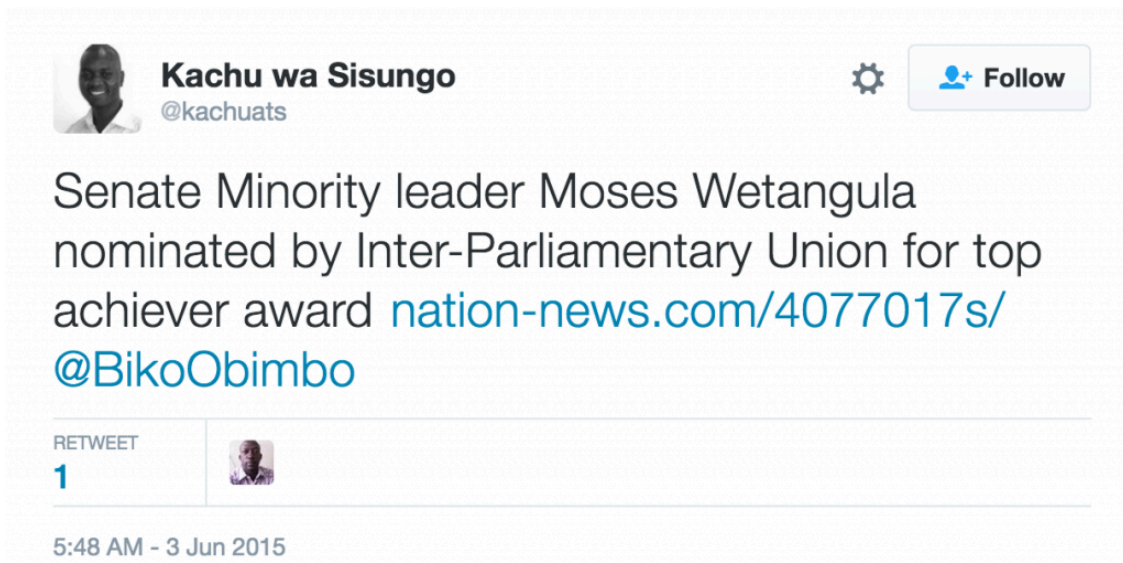 Kachu wa Sisungo
@kachuats
Follow
Senate Minority leader Moses Wetangula
nominated by Inter-Parliamentary Union for top
achiever award nation-news.com/4077017s/
@BikoObimbo
RETWEET
1
5:48 AM - 3 Jun 2015